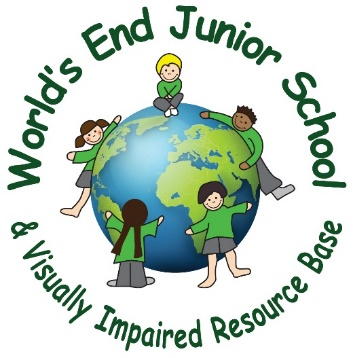 World's End Junior School
& Visually Impaired Resource Base